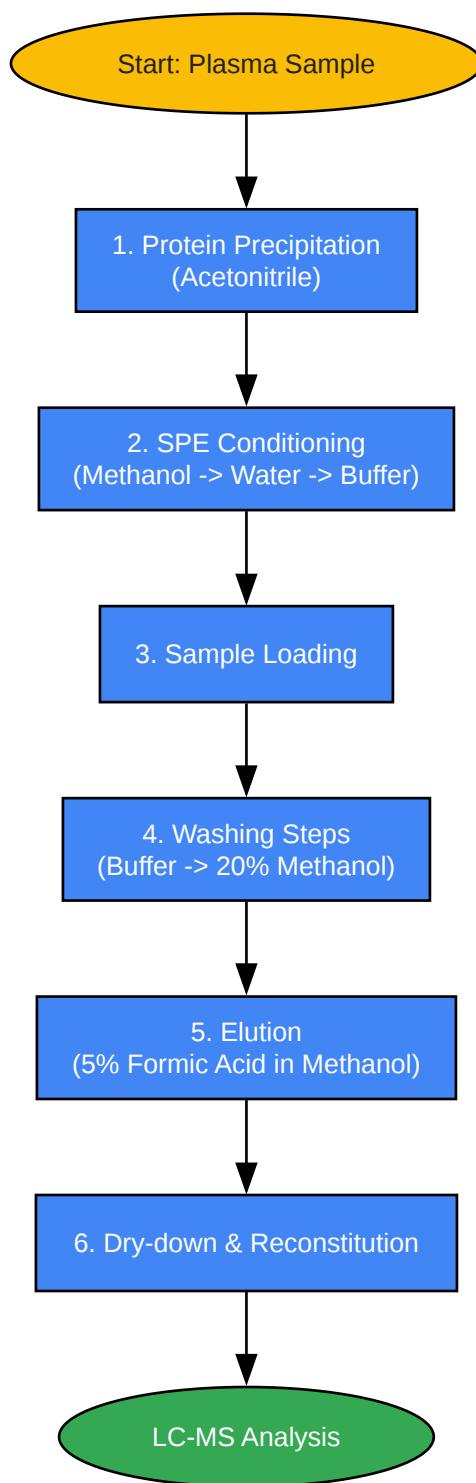 Start: Plasma Sample
1. Protein Precipitation
(Acetonitrile)
2. SPE Conditioning
(Methanol -> Water -> Buffer)
3. Sample Loading
4. Washing Steps
(Buffer -> 20% Methanol)
5. Elution
(5% Formic Acid in Methanol)
6. Dry-down & Reconstitution
LC-MS Analysis